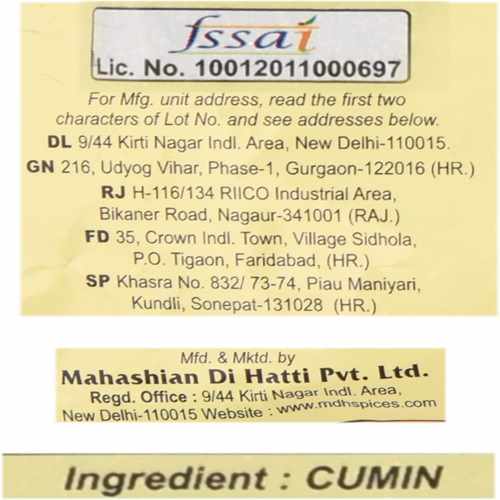 fssai
Lic. No. 10012011000697
For Mfg. unit address, read the first two
characters of Lot No. and see addresses below.
DL 9/44 Kirti Nagar Indl. Area, New Delhi-110015.
GN 216, Udyog Vihar, Phase-1, Gurgaon-122016 (HR.)
RJ H-116/134 RIICO Industrial Area,
Bikaner Road, Nagaur-341001 (RAJ.)
FD 35, Crown Indl. Town, Village Sidhola,
P.O. Tigaon, Faridabad, (HR.)
SP Khasra No. 832/ 73-74, Piau Maniyari,
Kundli, Sonepat-131028 (HR.)
Mfd. & Mktd. by
Mahashian Di Hatti Pvt. Ltd.
Regd. Office : 9/44 Kirti Nagar Indl. Area,
New Delhi-110015 Website : www.mdhspices.com
Ingredient : CUMIN